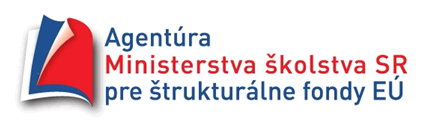 Agentúra
Ministerstva školstva SR
pre štrukturálne fondy EÚ